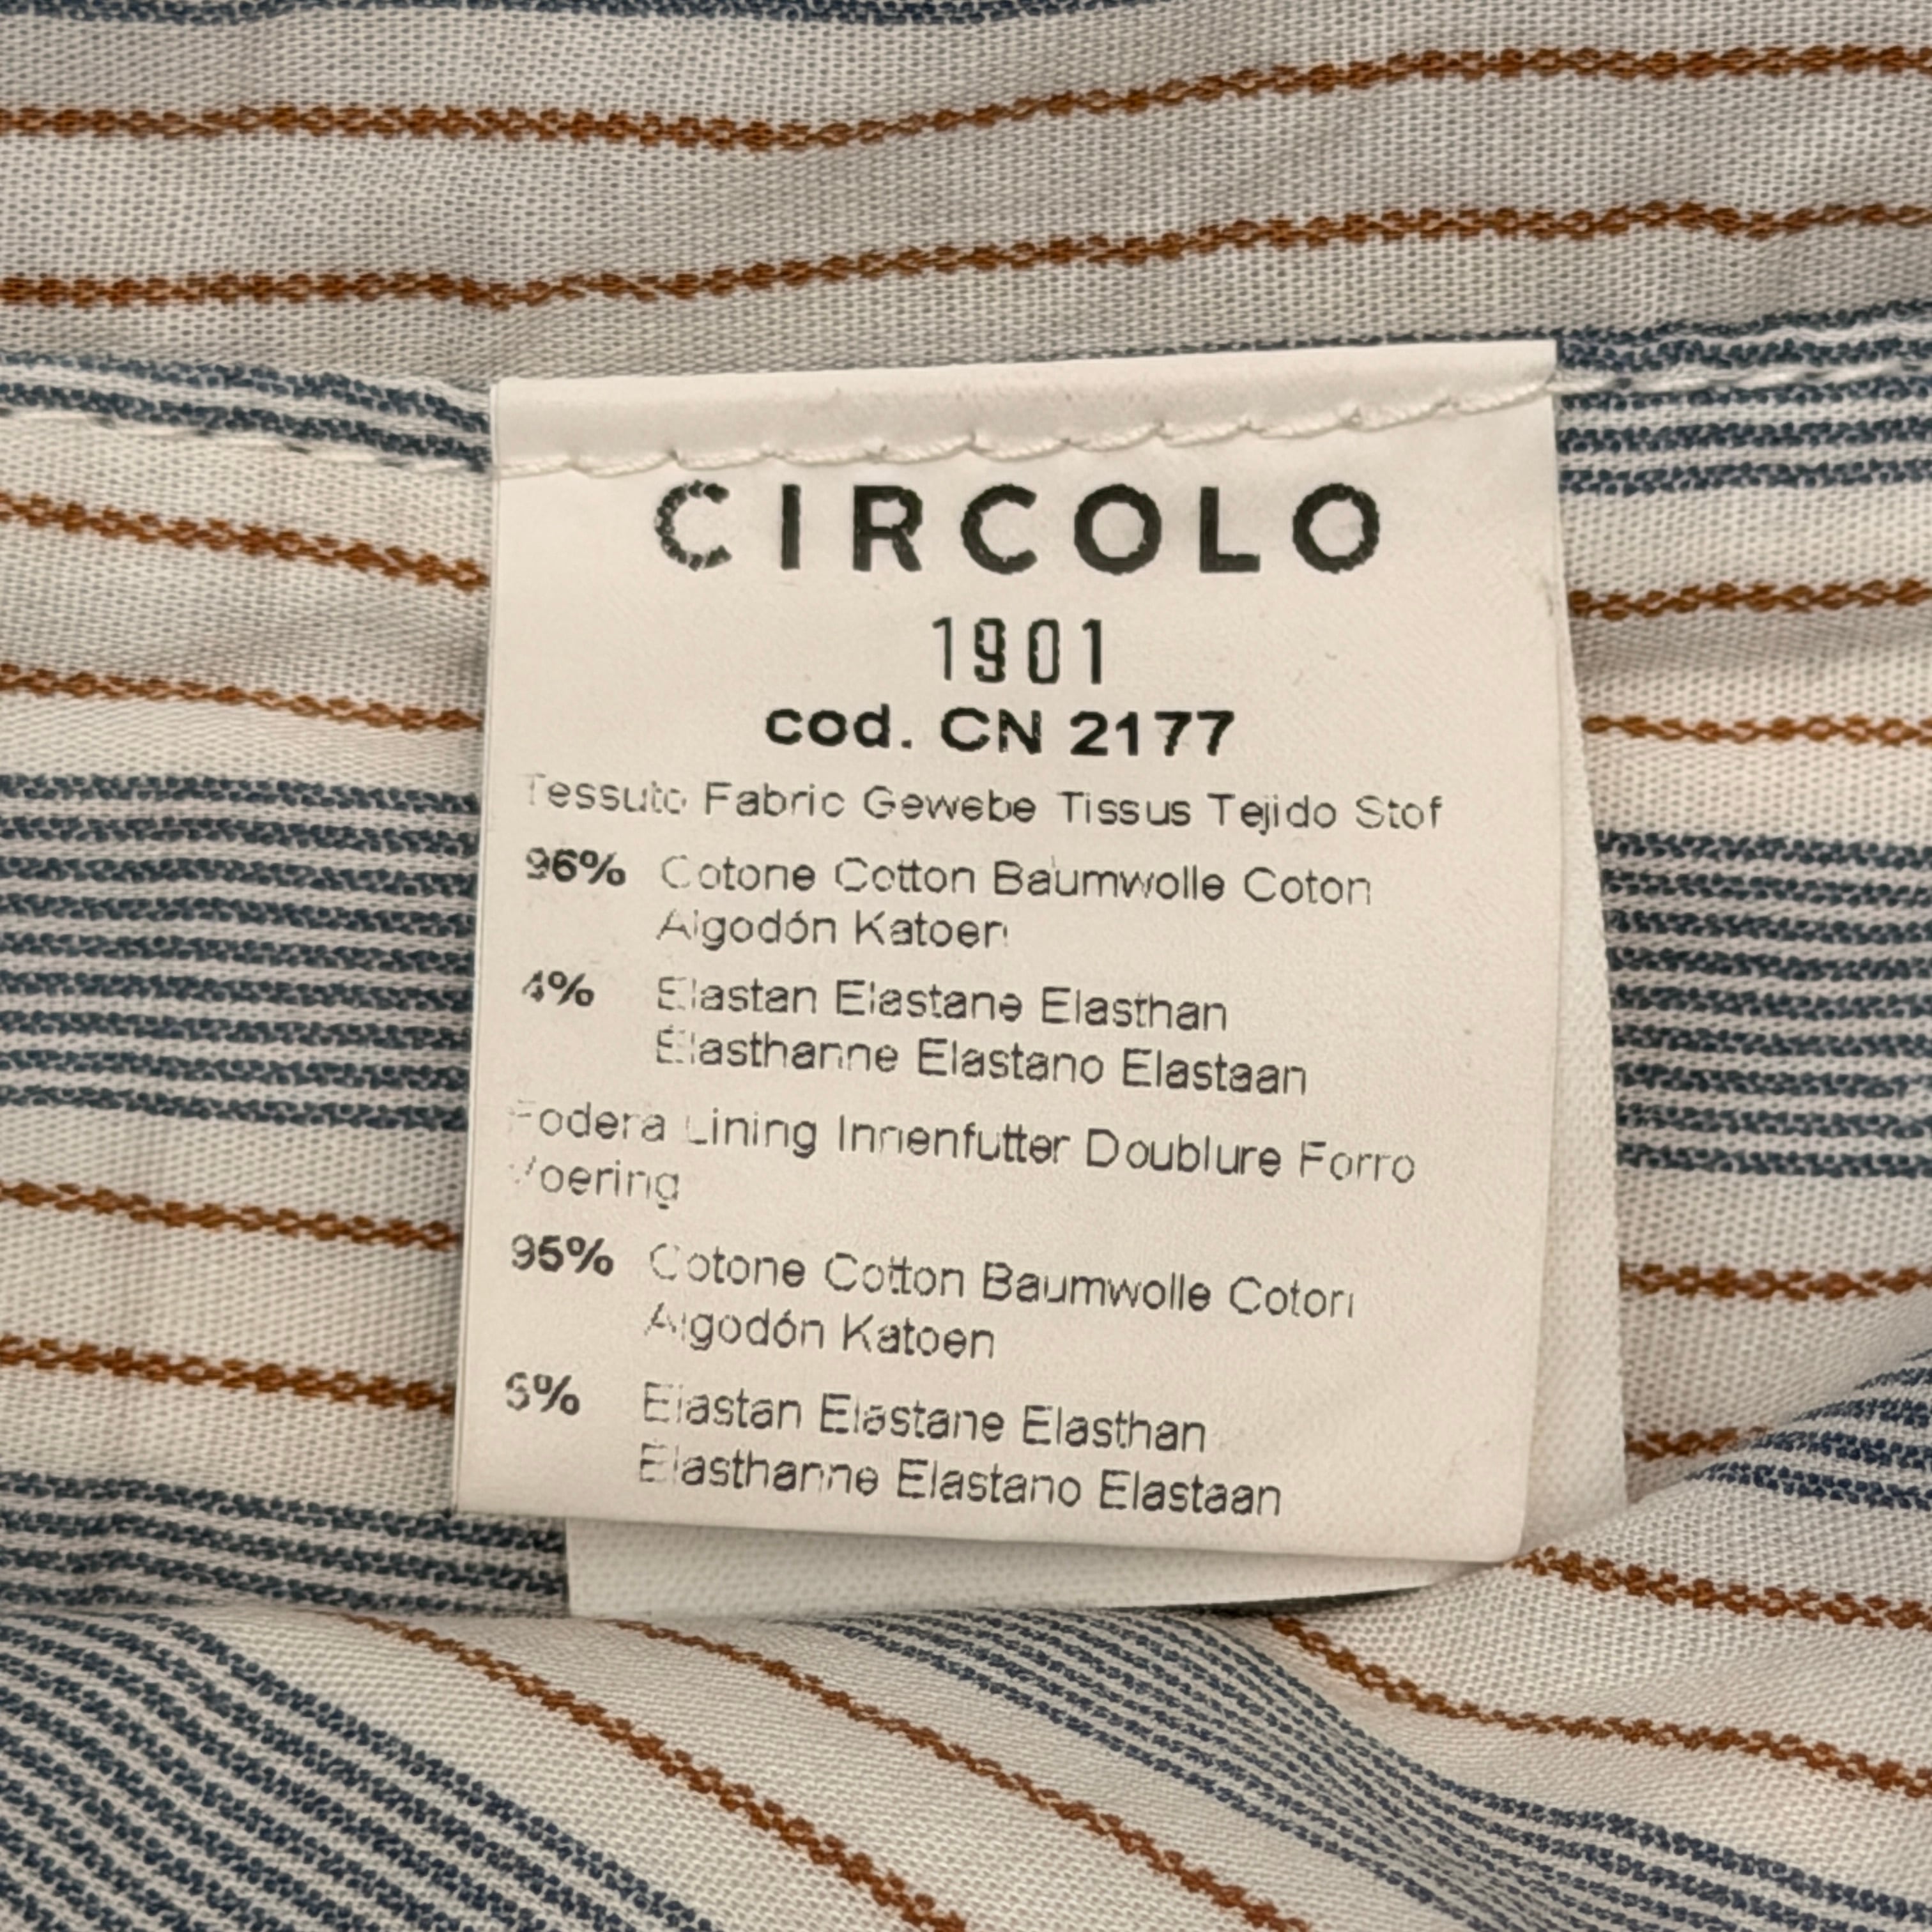 CIRCOLO
1901
cod. CN 2177
Tessuto Fabric Gewebe Tissus Tejido Stof
96% Cotone Cotton Baumwolle Coton
Algodón Katoen
4% Elastan Elastane Elasthan
Elasthanne Elastano Elastaan
Fodera Lining Innenfutter Doublure Forro
Voering
95% Cotone Cotton Baumwolle Coton
Algodón Katoen
5% Elastan Elastane Elasthan
Elasthanne Elastano Elastaan